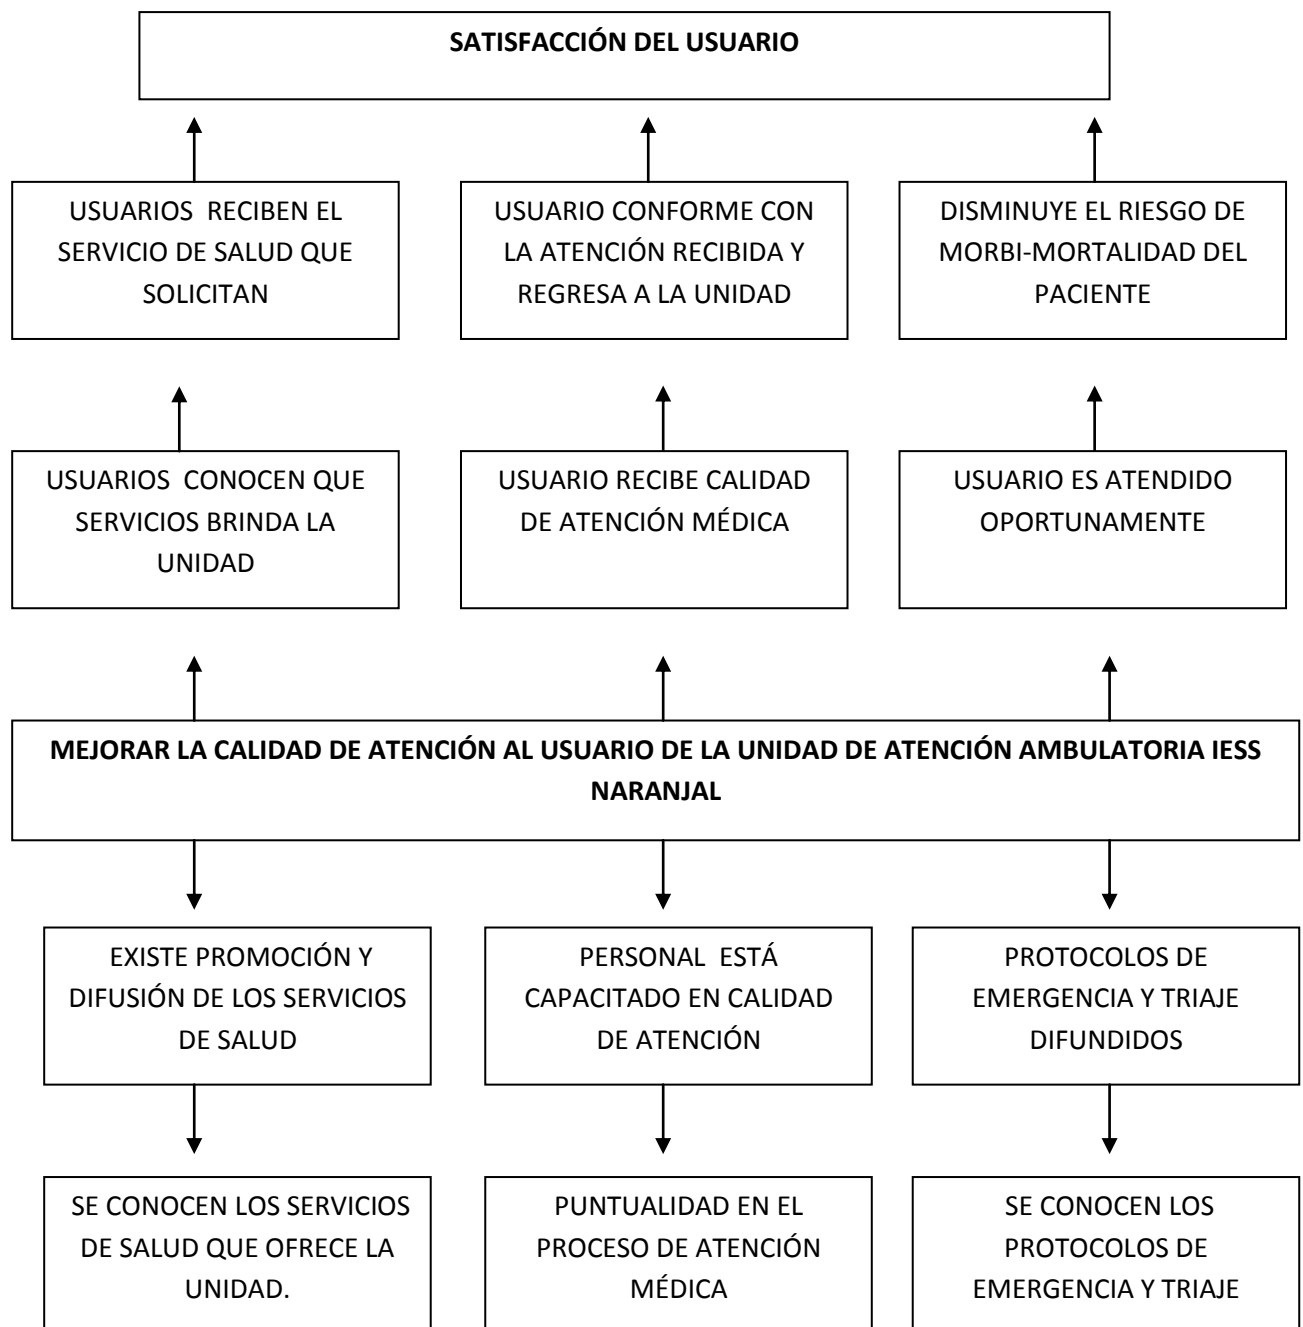 SATISFACCIÓN DEL USUARIO
USUARIOS RECIBEN EL
SERVICIO DE SALUD QUE
SOLICITAN
USUARIO CONFORME CON
LA ATENCIÓN RECIBIDA Y
REGRESA A LA UNIDAD
DISMINUYE EL RIESGO DE
MORBI-MORTALIDAD DEL
PACIENTE
USUARIOS CONOCEN QUE
SERVICIOS BRINDA LA
UNIDAD
USUARIO RECIBE CALIDAD
DE ATENCIÓN MÉDICA
USUARIO ES ATENDIDO
OPORTUNAMENTE
MEJORAR LA CALIDAD DE ATENCIÓN AL USUARIO DE LA UNIDAD DE ATENCIÓN AMBULATORIA IESS
NARANJAL
EXISTE PROMOCIÓN Y
DIFUSIÓN DE LOS SERVICIOS
DE SALUD
PERSONAL ESTÁ
CAPACITADO EN CALIDAD
DE ATENCIÓN
PROTOCOLOS DE
EMERGENCIA Y TRIAJE
DIFUNDIDOS
SE CONOCEN LOS SERVICIOS
DE SALUD QUE OFRECE LA
UNIDAD.
PUNTUALIDAD EN EL
PROCESO DE ATENCIÓN
MÉDICA
SE CONOCEN LOS
PROTOCOLOS DE
EMERGENCIA Y TRIAJE